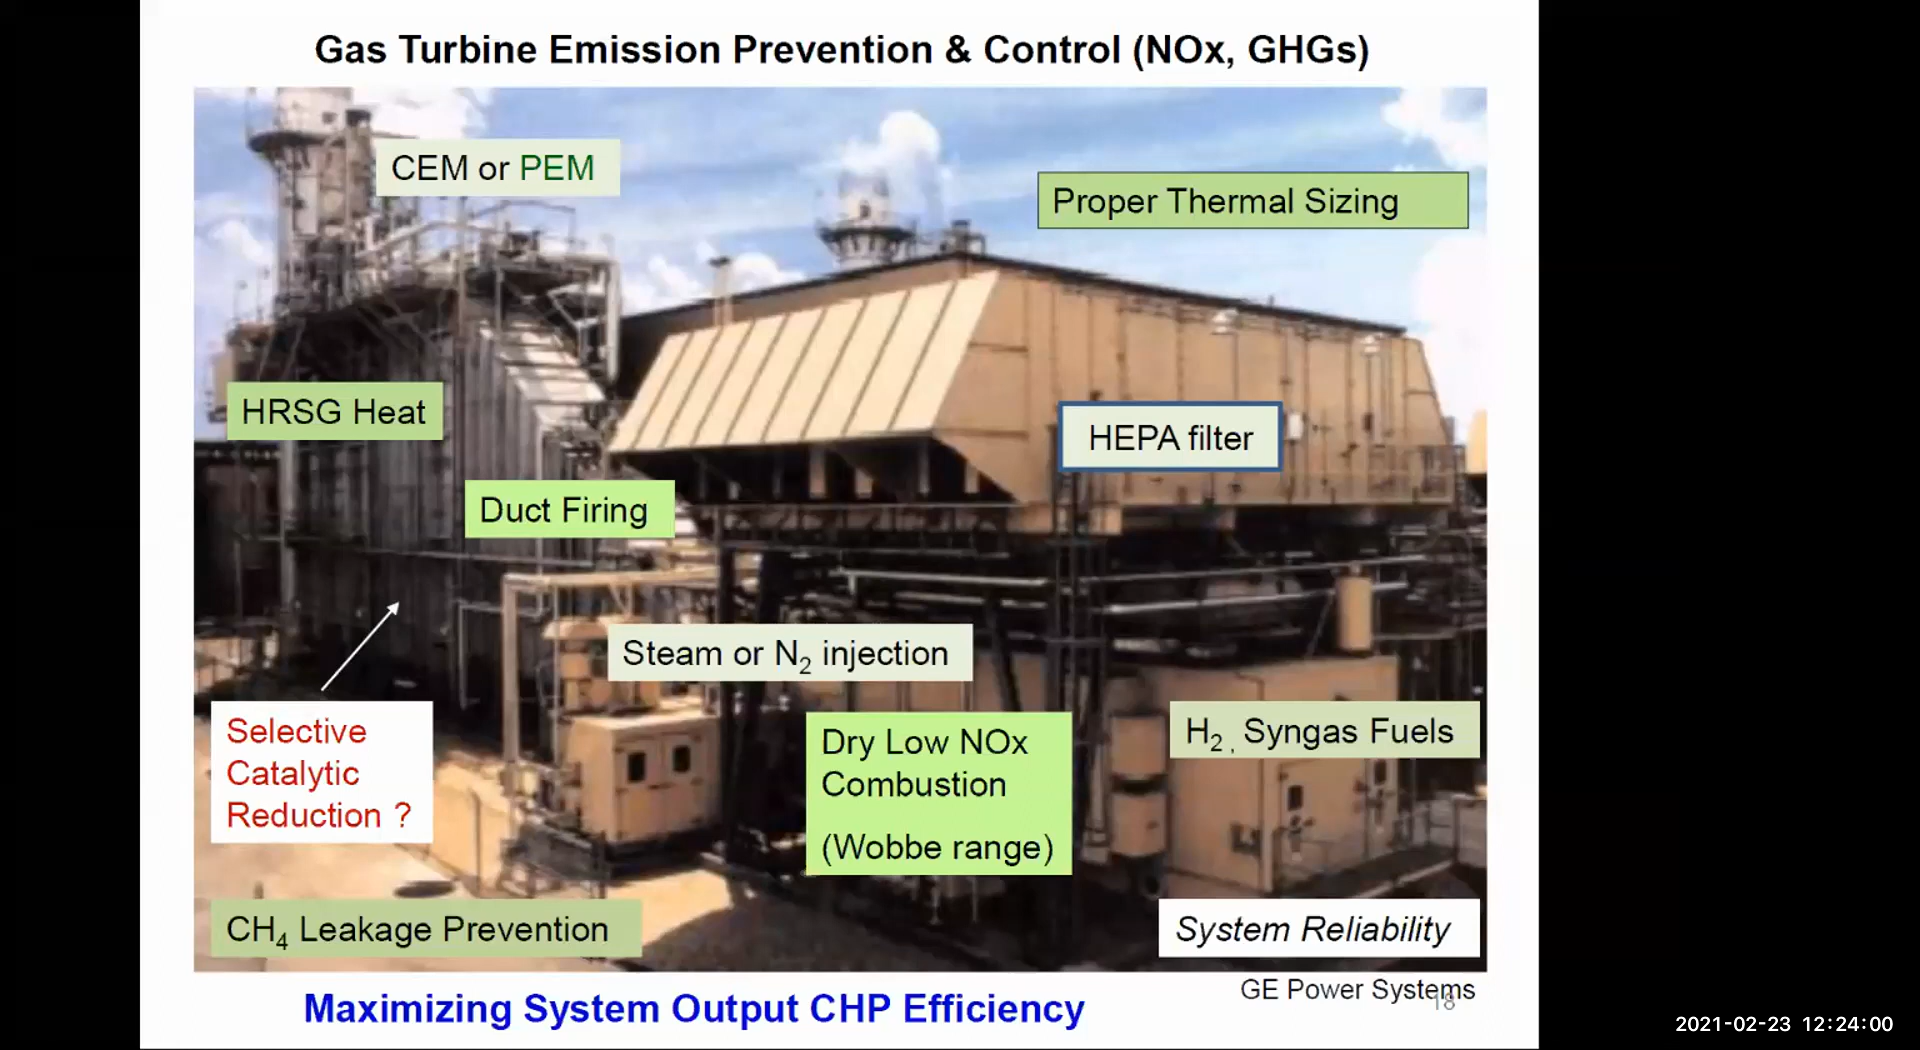 Gas Turbine Emission Prevention & Control (NOx, GHGs)
CEM or PEM
Proper Thermal Sizing
HRSG Heat
HEPA filter
Duct Firing
Steam or N₂ injection
Selective
Catalytic
Reduction ?
Dry Low NOx
Combustion
(Wobbe range)
H₂ , Syngas Fuels
CH₄ Leakage Prevention
System Reliability
GE Power Systems
18
Maximizing System Output CHP Efficiency
2021-02-23 12:24:00